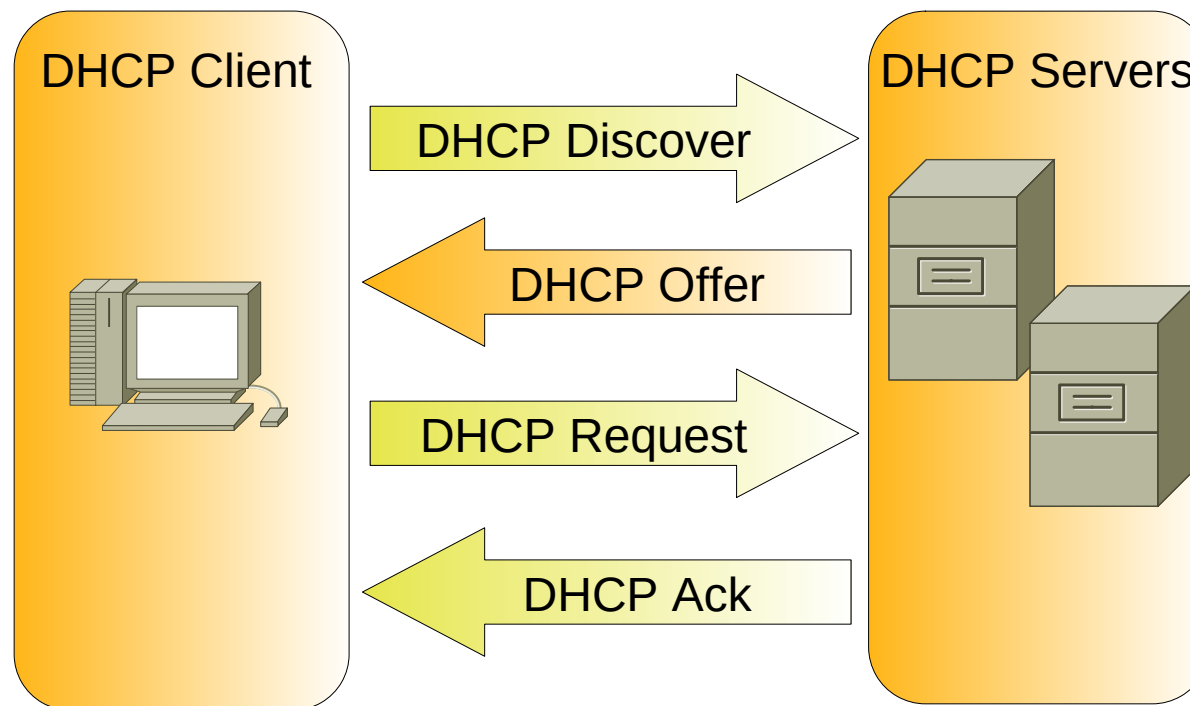 DHCP Client
DHCP Servers
DHCP Discover
DHCP Offer
DHCP Request
DHCP Ack